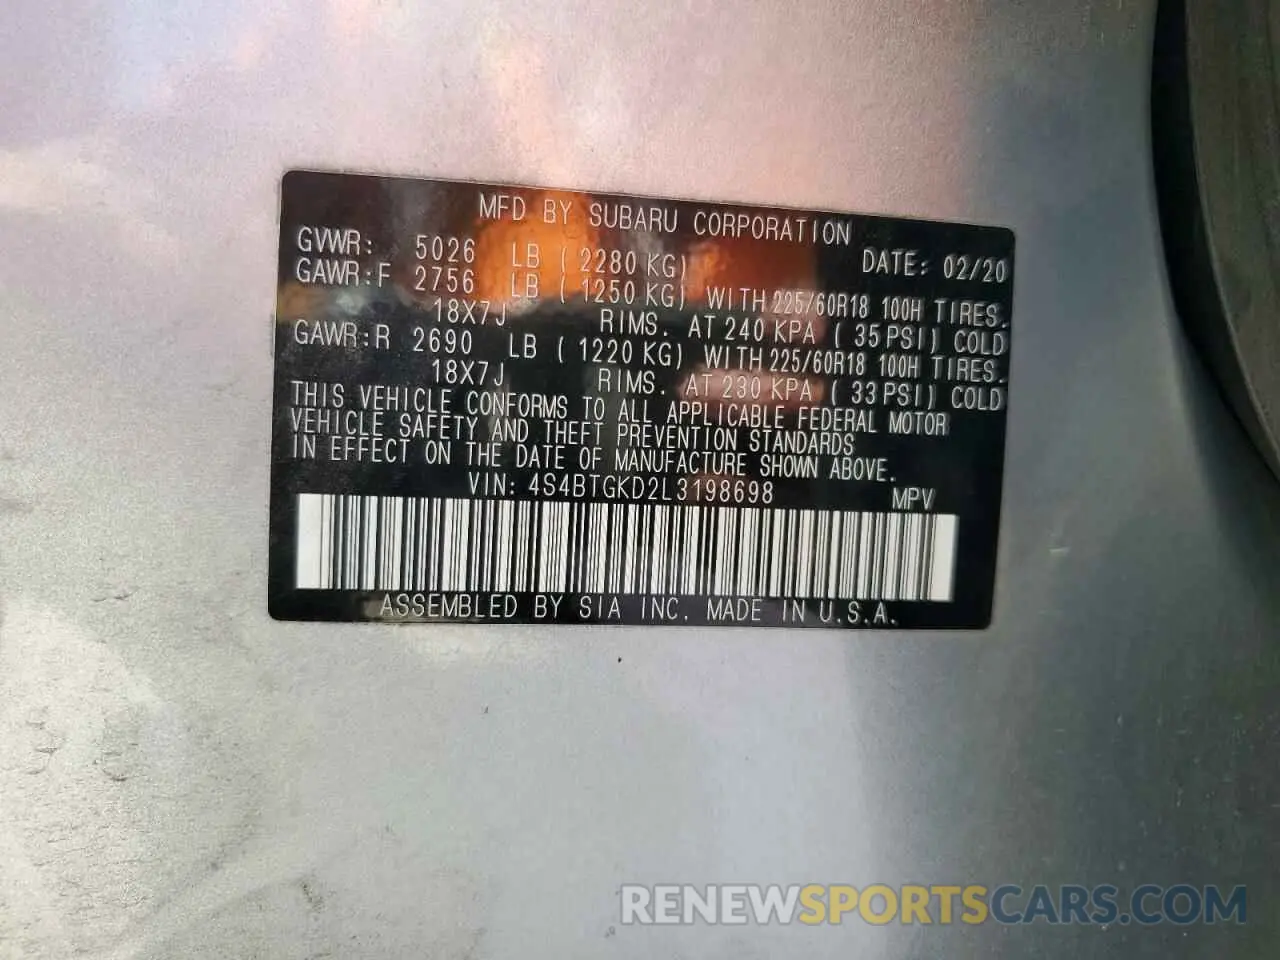 MFD BY SUBARU CORPORATION
GVWR: 5026 LB ( 2280 KG) DATE: 02/20
GAWR:F 2756 LB ( 1250 KG) WITH 225/60R18 100H TIRES.
18X7J RIMS. AT 240 KPA ( 35 PSI) COLD
GAWR:R 2690 LB ( 1220 KG) WITH 225/60R18 100H TIRES.
18X7J RIMS. AT 230 KPA ( 33 PSI) COLD
THIS VEHICLE CONFORMS TO ALL APPLICABLE FEDERAL MOTOR
VEHICLE SAFETY AND THEFT PREVENTION STANDARDS
IN EFFECT ON THE DATE OF MANUFACTURE SHOWN ABOVE.
VIN: 4S4BTGKD2L3198698 MPV
ASSEMBLED BY SIA INC. MADE IN U.S.A.
RENEWSPORTSCARS.COM